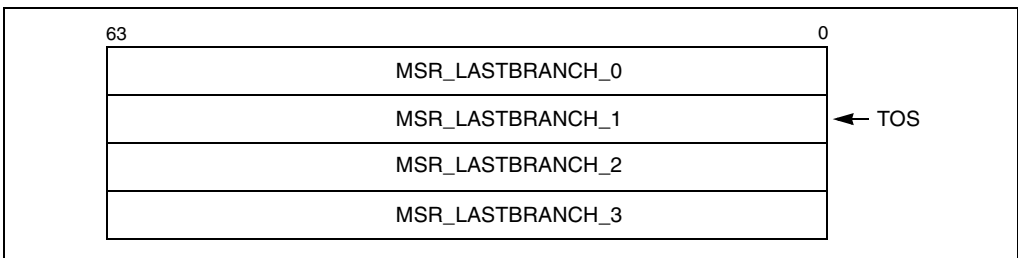 63 0
MSR_LASTBRANCH_0
MSR_LASTBRANCH_1 TOS
MSR_LASTBRANCH_2
MSR_LASTBRANCH_3